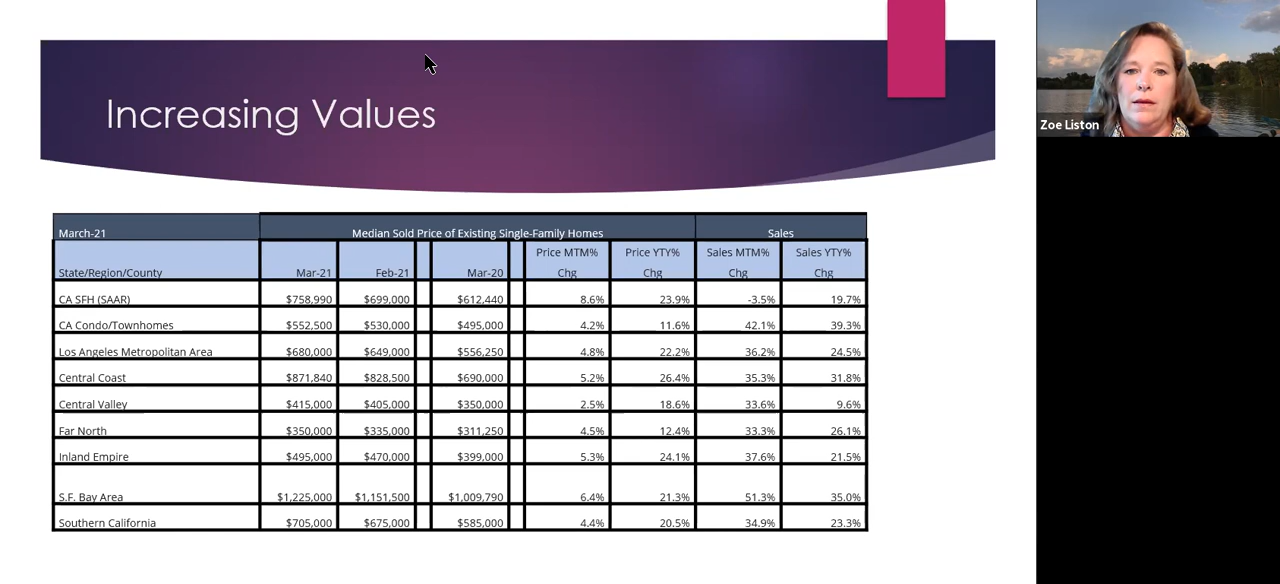 Increasing Values
Zoe Liston
March-21 Median Sold Price of Existing Single-Family Homes Sales
State/Region/County Mar-21 Feb-21 Mar-20 Price MTM% Chg Price YTY% Chg Sales MTM% Chg Sales YTY% Chg
CA SFH (SAAR) $758,990 $699,000 $612,440 8.6% 23.9% -3.5% 19.7%
CA Condo/Townhomes $552,500 $530,000 $495,000 4.2% 11.6% 42.1% 39.3%
Los Angeles Metropolitan Area $680,000 $649,000 $556,250 4.8% 22.2% 36.2% 24.5%
Central Coast $871,840 $828,500 $690,000 5.2% 26.4% 35.3% 31.8%
Central Valley $415,000 $405,000 $350,000 2.5% 18.6% 33.6% 9.6%
Far North $350,000 $335,000 $311,250 4.5% 12.4% 33.3% 26.1%
Inland Empire $495,000 $470,000 $399,000 5.3% 24.1% 37.6% 21.5%
S.F. Bay Area $1,225,000 $1,151,500 $1,009,790 6.4% 21.3% 51.3% 35.0%
Southern California $705,000 $675,000 $585,000 4.4% 20.5% 34.9% 23.3%